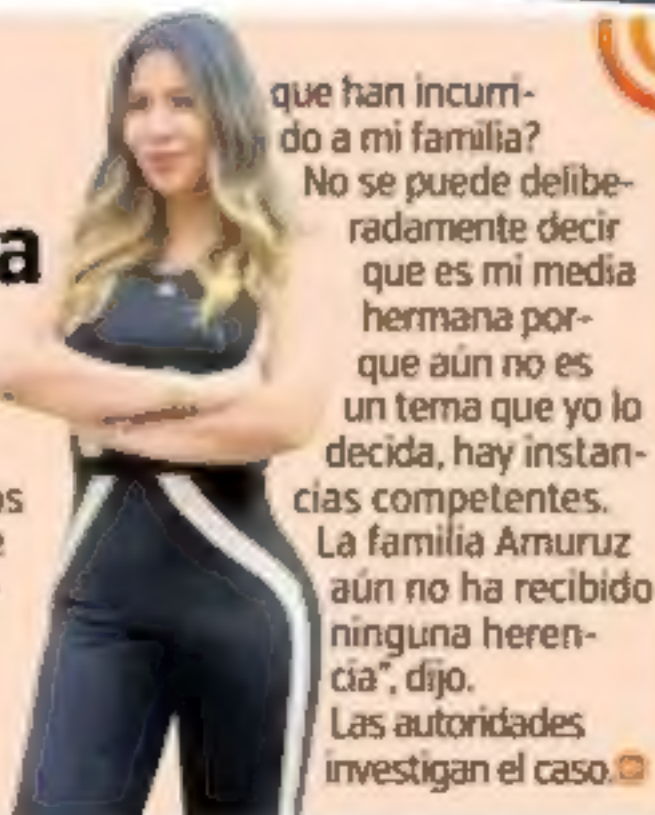 que han incurri-
do a mi familia?
No se puede delibe-
radamente decir
que es mi media
hermana por-
que aún no es
un tema que yo lo
decida, hay instan-
cias competentes.
La familia Amuruz
aún no ha recibido
ninguna heren-
cia", dijo.
Las autoridades
investigan el caso.
a
os
e